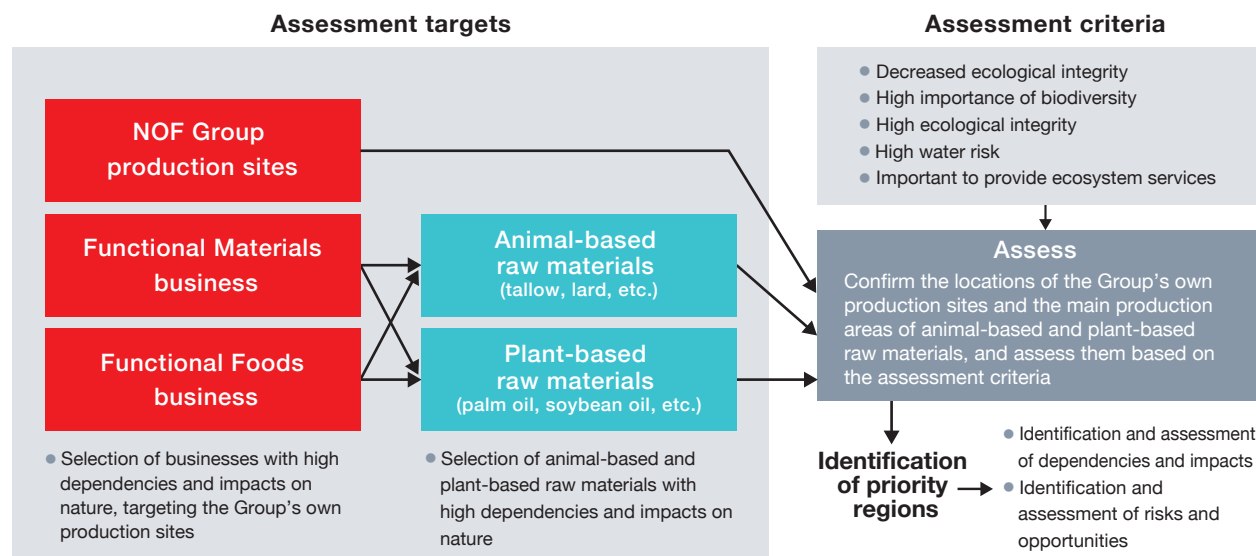 Assessment targets
NOF Group
production sites
Functional Materials
business
Functional Foods
business
Animal-based
raw materials
(tallow, lard, etc.)
Plant-based
raw materials
(palm oil, soybean oil, etc.)
● Selection of businesses with high
dependencies and impacts on
nature, targeting the Group’s own
production sites
● Selection of animal-based and
plant-based raw materials with
high dependencies and impacts on
nature
Assessment criteria
● Decreased ecological integrity
● High importance of biodiversity
● High ecological integrity
● High water risk
● Important to provide ecosystem services
Assess
Confirm the locations of the Group’s own
production sites and the main production
areas of animal-based and plant-based
raw materials, and assess them based on
the assessment criteria
Identification
of priority
regions
● Identification and assessment
of dependencies and impacts
● Identification and
assessment of risks and
opportunities